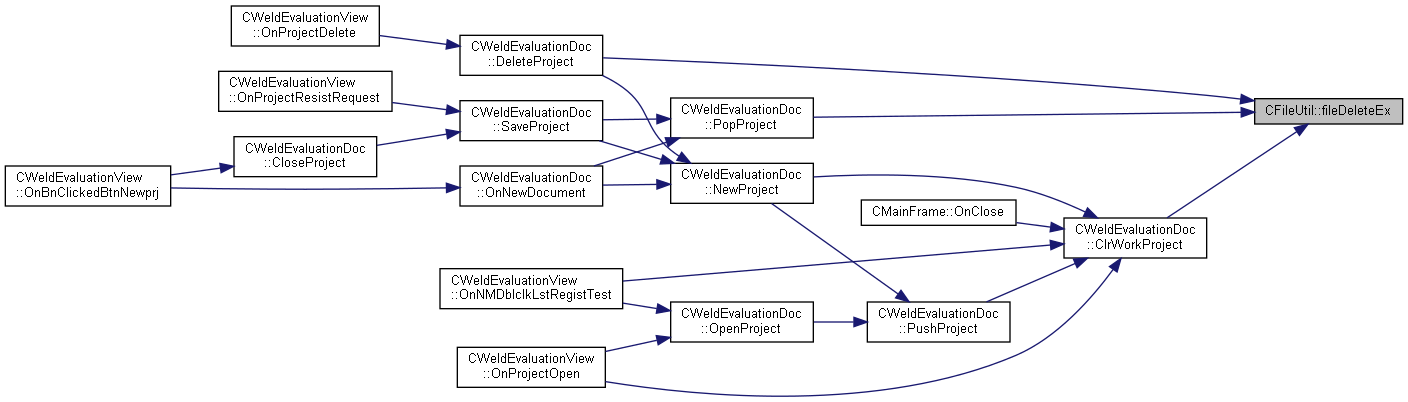 CWeldEvaluationView
::OnProjectDelete
CWeldEvaluationDoc
::DeleteProject
CWeldEvaluationView
::OnProjectResistRequest
CWeldEvaluationDoc
::SaveProject
CWeldEvaluationDoc
::PopProject
CFileUtil::fileDeleteEx
CWeldEvaluationDoc
::CloseProject
CWeldEvaluationView
::OnBnClickedBtnNewprj
CWeldEvaluationDoc
::OnNewDocument
CWeldEvaluationDoc
::NewProject
CMainFrame::OnClose
CWeldEvaluationDoc
::ClrWorkProject
CWeldEvaluationView
::OnNMDblclkLstRegistTest
CWeldEvaluationDoc
::OpenProject
CWeldEvaluationDoc
::PushProject
CWeldEvaluationView
::OnProjectOpen